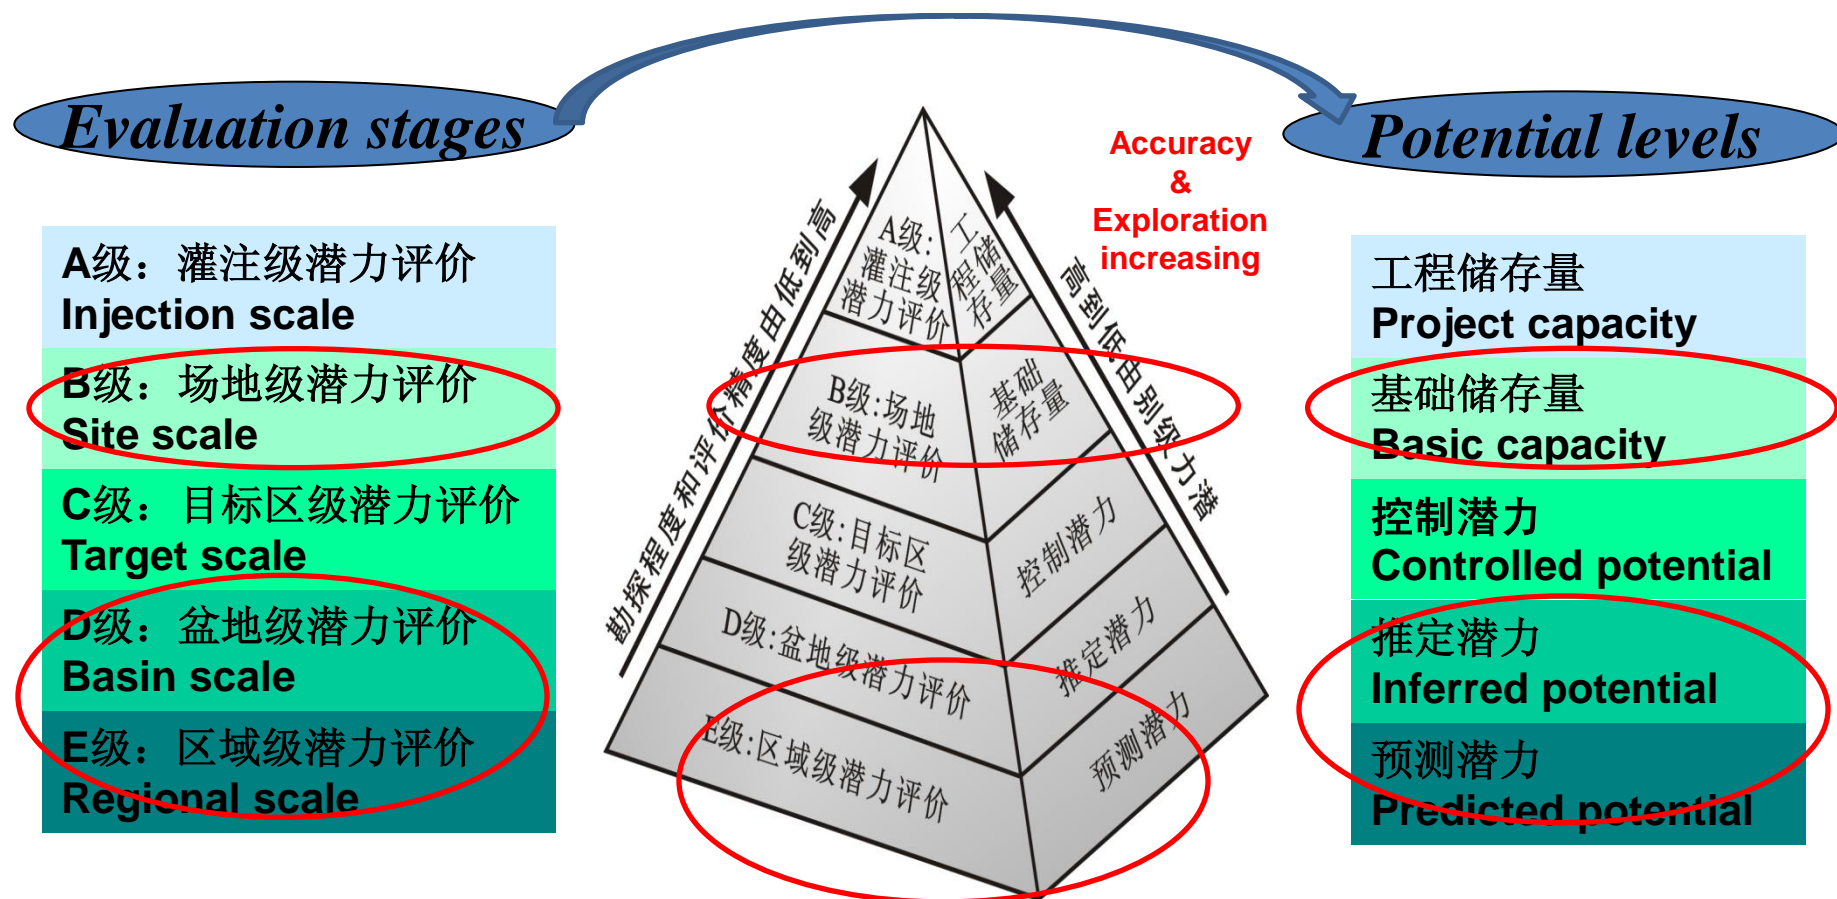 Evaluation stages
Potential levels
A级：灌注级潜力评价
Injection scale
B级：场地级潜力评价
Site scale
C级：目标区级潜力评价
Target scale
D级：盆地级潜力评价
Basin scale
E级：区域级潜力评价
Regional scale
勘探程度和评价精度由低到高
A级:
灌注级
潜力评价
工
程储
存量
B级:场地
级潜力评价
基础
储存量
C级:目标区
级潜力评价
控制潜力
D级:盆地级潜力评价
推定潜力
E级:区域级潜力评价
预测潜力
高到低由别级力潜
Accuracy
&
Exploration
increasing
工程储存量
Project capacity
基础储存量
Basic capacity
控制潜力
Controlled potential
推定潜力
Inferred potential
预测潜力
Predicted potential